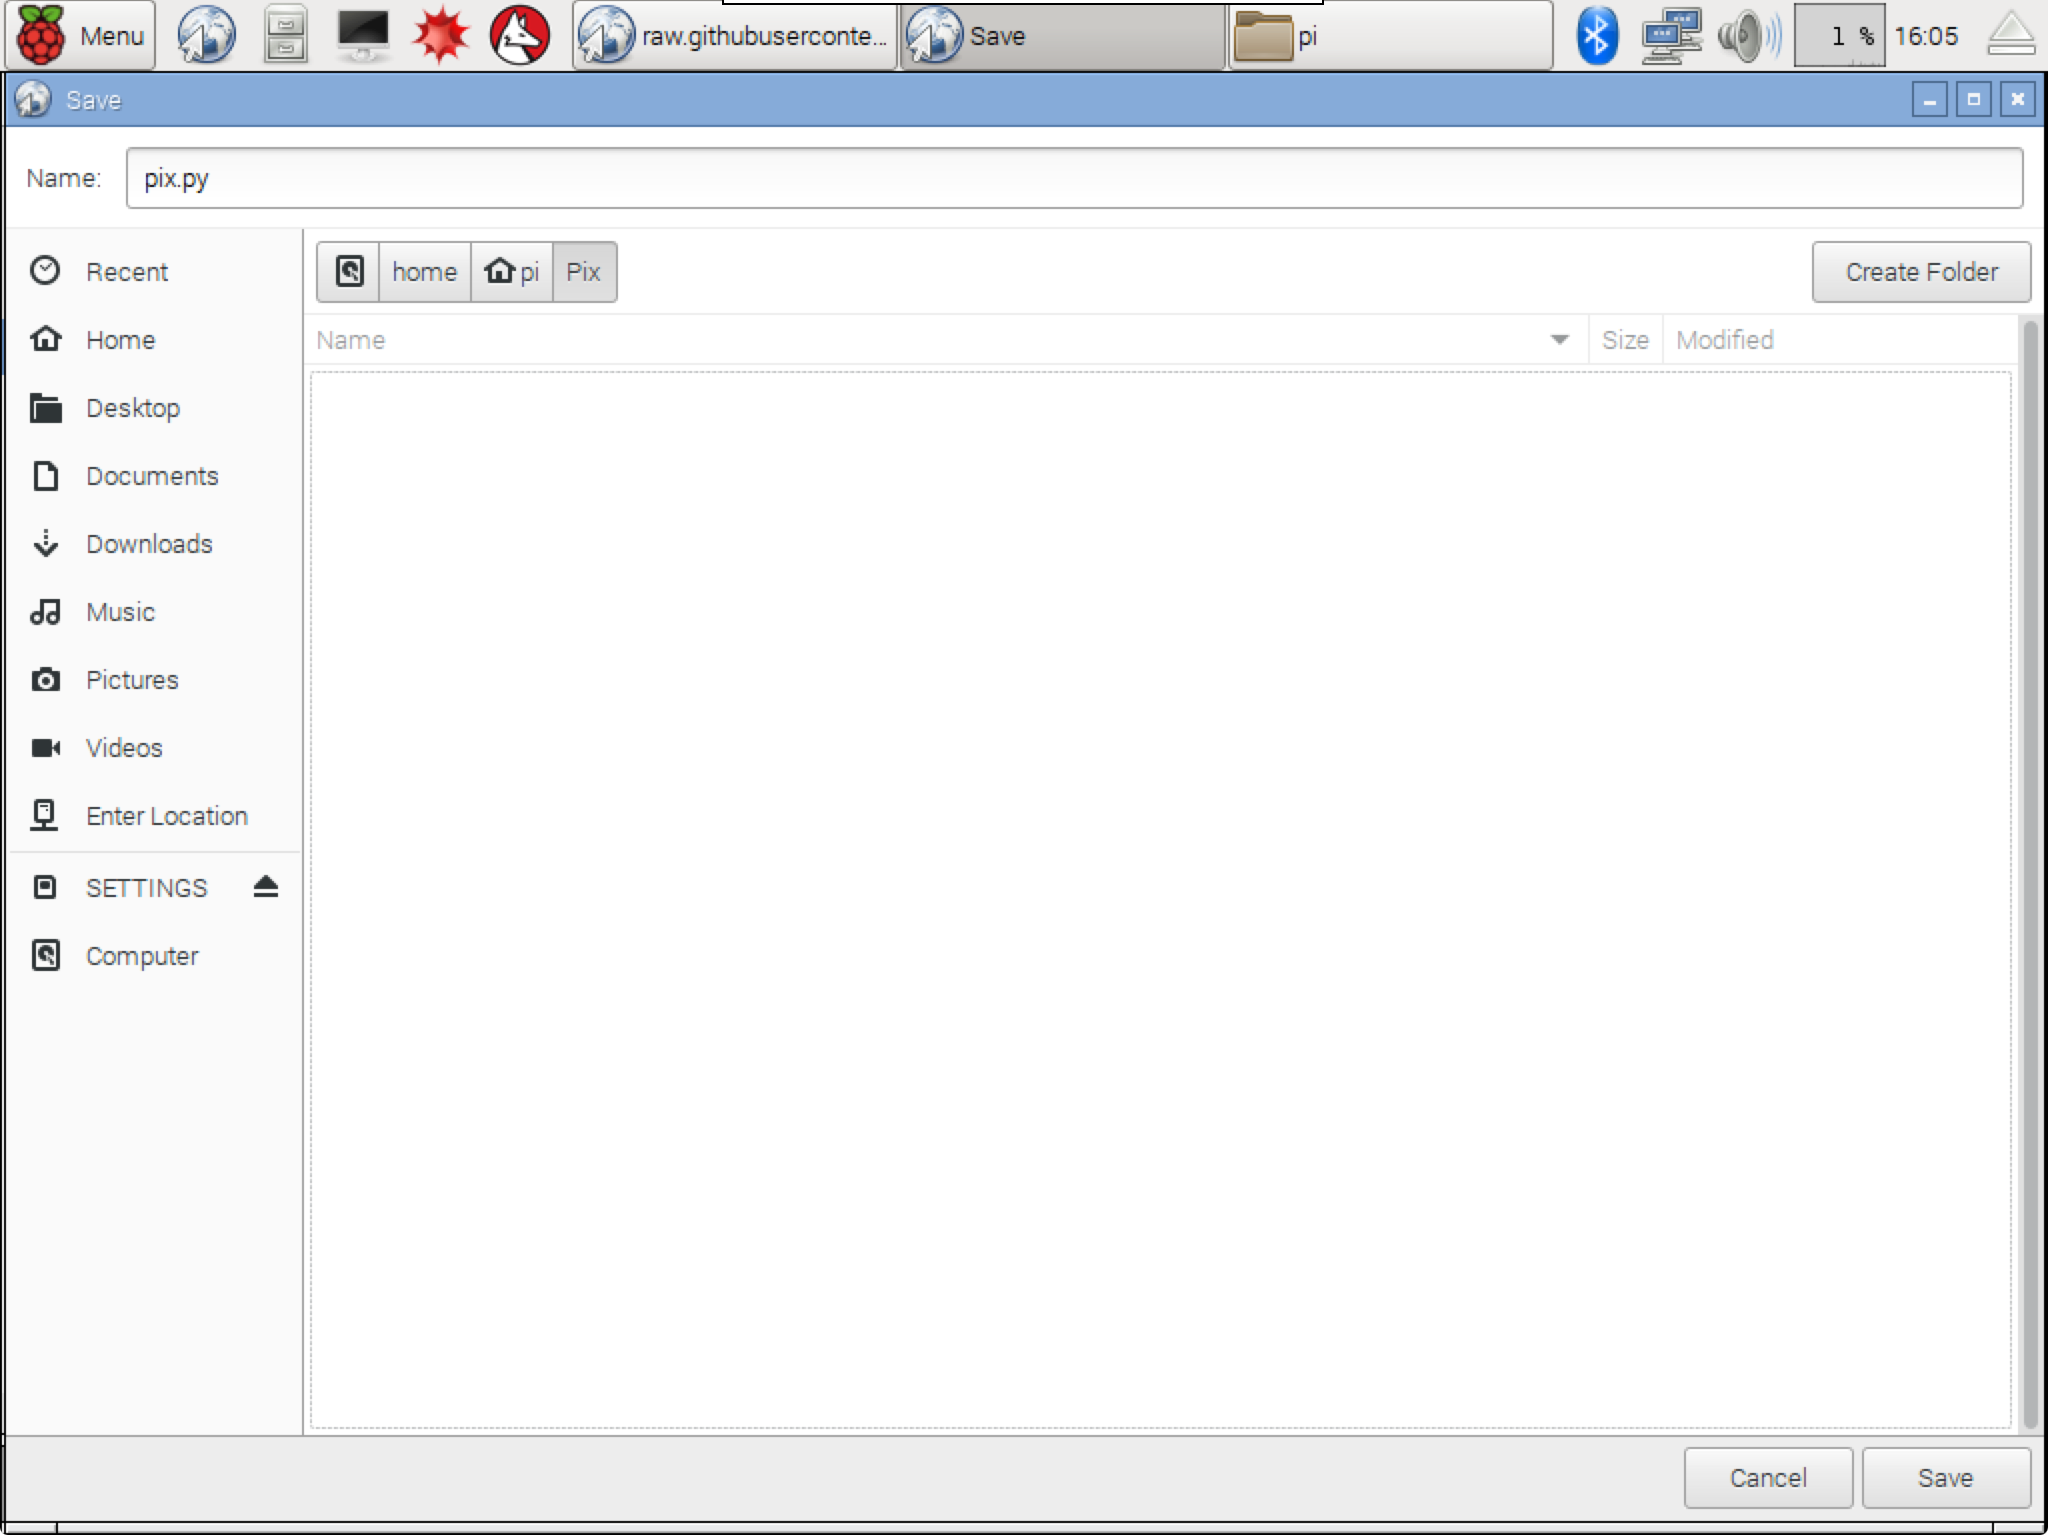 Menu
raw.githubuserconte...
Save
pi
1 %
16:05
Save
Name:
pix.py
Recent
Home
Desktop
Documents
Downloads
Music
Pictures
Videos
Enter Location
SETTINGS
Computer
home
pi
Pix
Create Folder
Name
Size
Modified
Cancel
Save